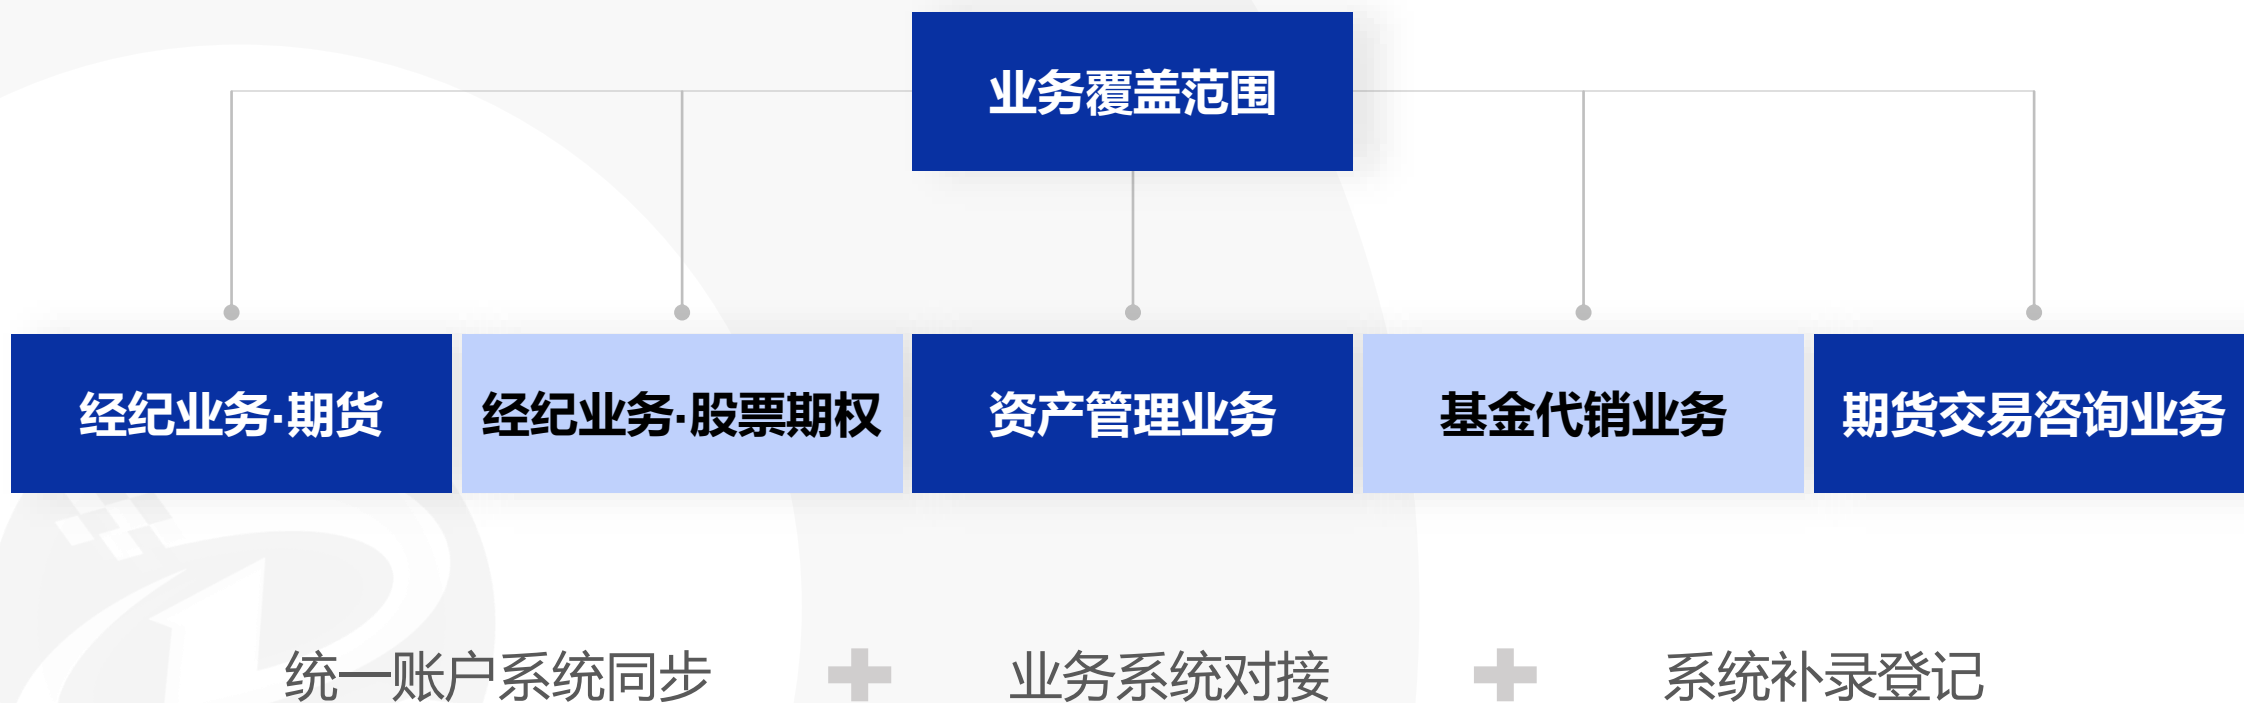 业务覆盖范围
经纪业务·期货
经纪业务·股票期权
资产管理业务
基金代销业务
期货交易咨询业务
统一账户系统同步
业务系统对接
系统补录登记